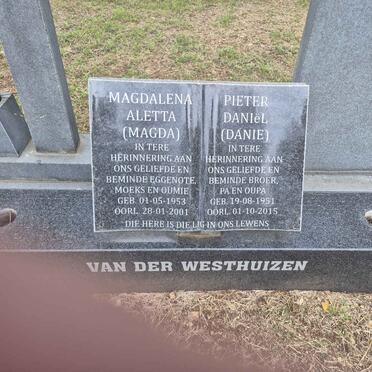 MAGDALENA
ALETTA
(MAGDA)
IN TERE
HERINNERING AAN
ONS GELIEFDE EN
BEMINDE EGGENOTE,
MOEKS EN OUMIE
GEB. 01-05-1953
OORL. 28-01-2001
PIETER
DANIèL
(DANIE)
IN TERE
HERINNERING AAN
ONS GELIEFDE EN
BEMINDE BROER,
PA EN OUPA
GEB. 19-08-1951
OORL. 01-10-2015
DIE HERE IS DIE LIG IN ONS LEWENS
VAN DER WESTHUIZEN